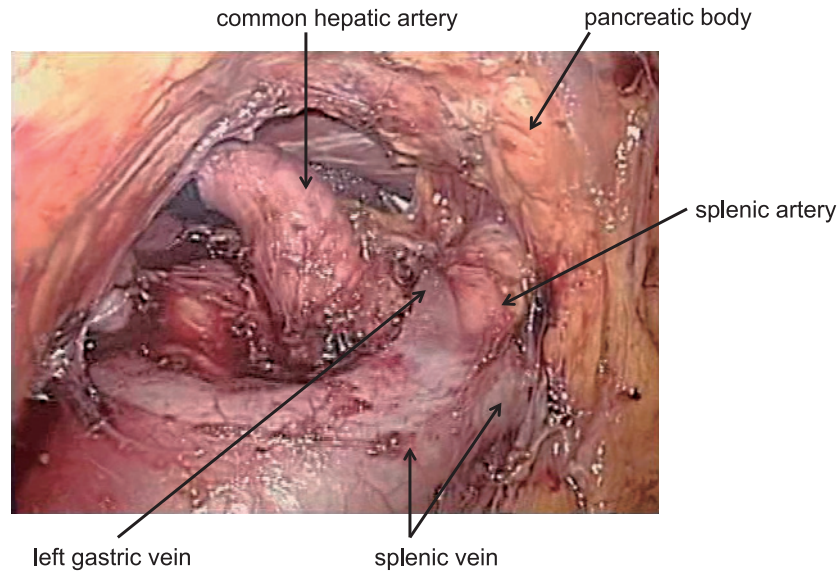 common hepatic artery
pancreatic body
splenic artery
left gastric vein
splenic vein